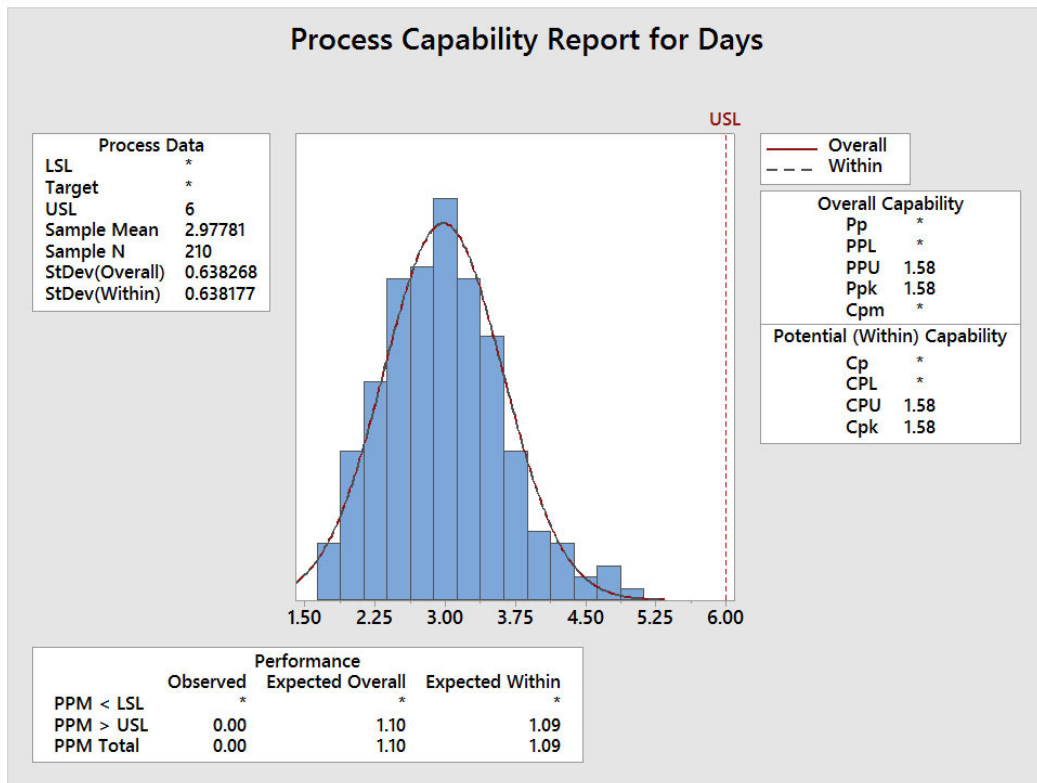 Process Capability Report for Days
USL
Process Data
LSL *
Target *
USL 6
Sample Mean 2.97781
Sample N 210
StDev(Overall) 0.638268
StDev(Within) 0.638177
Overall
Within
Overall Capability
Pp *
PPL *
PPU 1.58
Ppk 1.58
Cpm *
Potential (Within) Capability
Cp *
CPL *
CPU 1.58
Cpk 1.58
1.50 2.25 3.00 3.75 4.50 5.25 6.00
Performance
Observed Expected Overall Expected Within
PPM < LSL * * *
PPM > USL 0.00 1.10 1.09
PPM Total 0.00 1.10 1.09